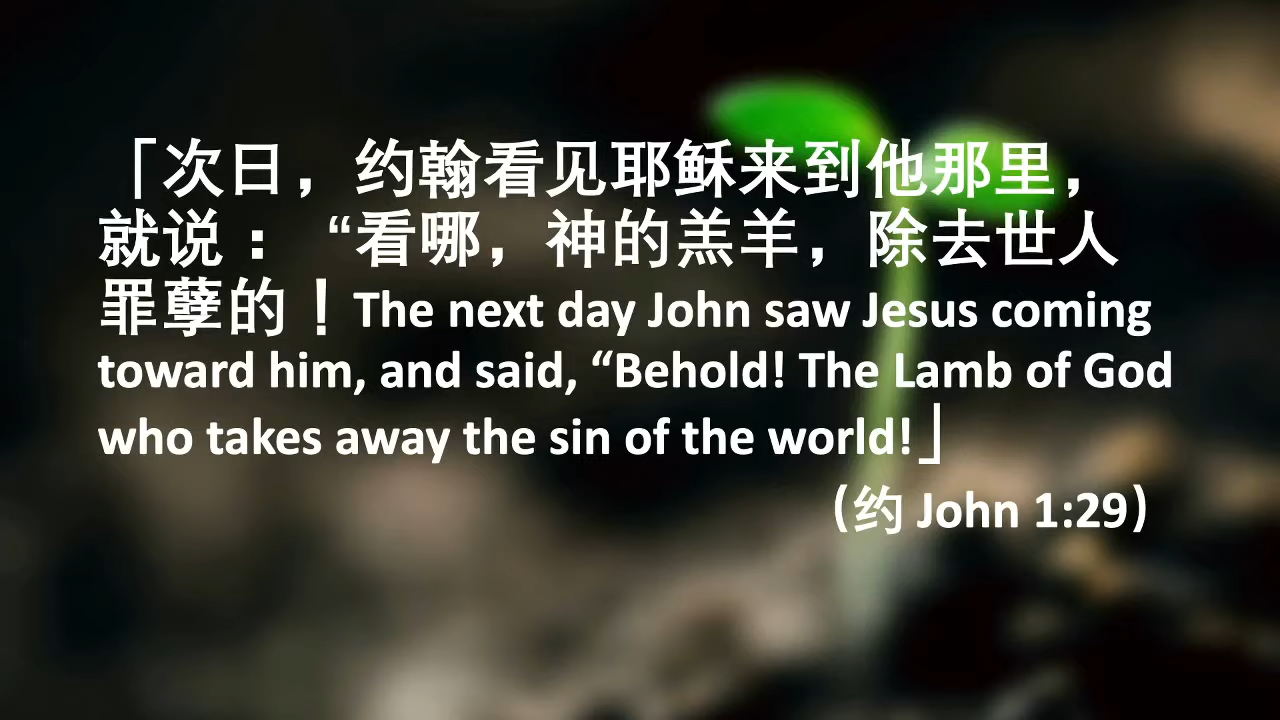 「次日，约翰看见耶稣来到他那里，
就说：“看哪，神的羔羊，除去世人
罪孽的！The next day John saw Jesus coming
toward him, and said, “Behold! The Lamb of God
who takes away the sin of the world!」
（约 John 1:29）